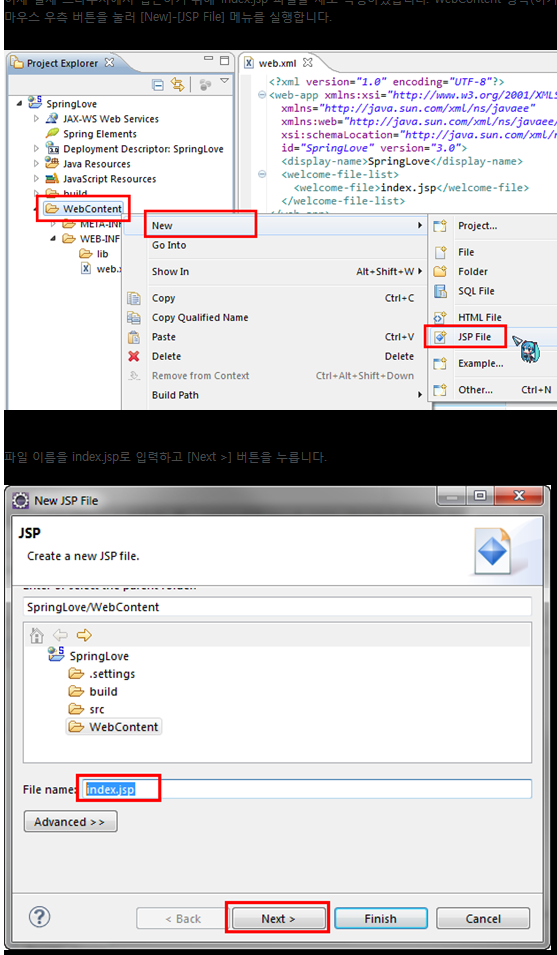 마우스 우측 버튼을 눌러 [New]-[JSP File] 메뉴를 실행합니다.
Project Explorer
SpringLove
JAX-WS Web Services
Spring Elements
Deployment Descriptor: SpringLove
Java Resources
JavaScript Resources
build
WebContent
META-INF
WEB-INF
lib
web.x
web.xml
<?xml version="1.0" encoding="UTF-8"?>
<web-app xmlns:xsi="http://www.w3.org/2001/XMLS
xmlns="http://java.sun.com/xml/ns/javaee"
xmlns:web="http://java.sun.com/xml/ns/javaee/
xsi:schemaLocation="http://java.sun.com/xml/n
id="SpringLove" version="3.0">
<display-name>SpringLove</display-name>
<welcome-file-list>
<welcome-file>index.jsp</welcome-file>
</welcome-file-list>
New
Go Into
Show In Alt+Shift+W
Copy Ctrl+C
Copy Qualified Name
Paste Ctrl+V
Delete Delete
Remove from Context Ctrl+Alt+Shift+Down
Build Path
Project...
File
Folder
SQL File
HTML File
JSP File
Example...
Other... Ctrl+N
파일 이름을 index.jsp로 입력하고 [Next >] 버튼을 누릅니다.
New JSP File
JSP
Create a new JSP file.
Enter or select the parent folder:
SpringLove/WebContent
SpringLove
.settings
build
src
WebContent
File name: index.jsp
Advanced >>
? < Back Next > Finish Cancel